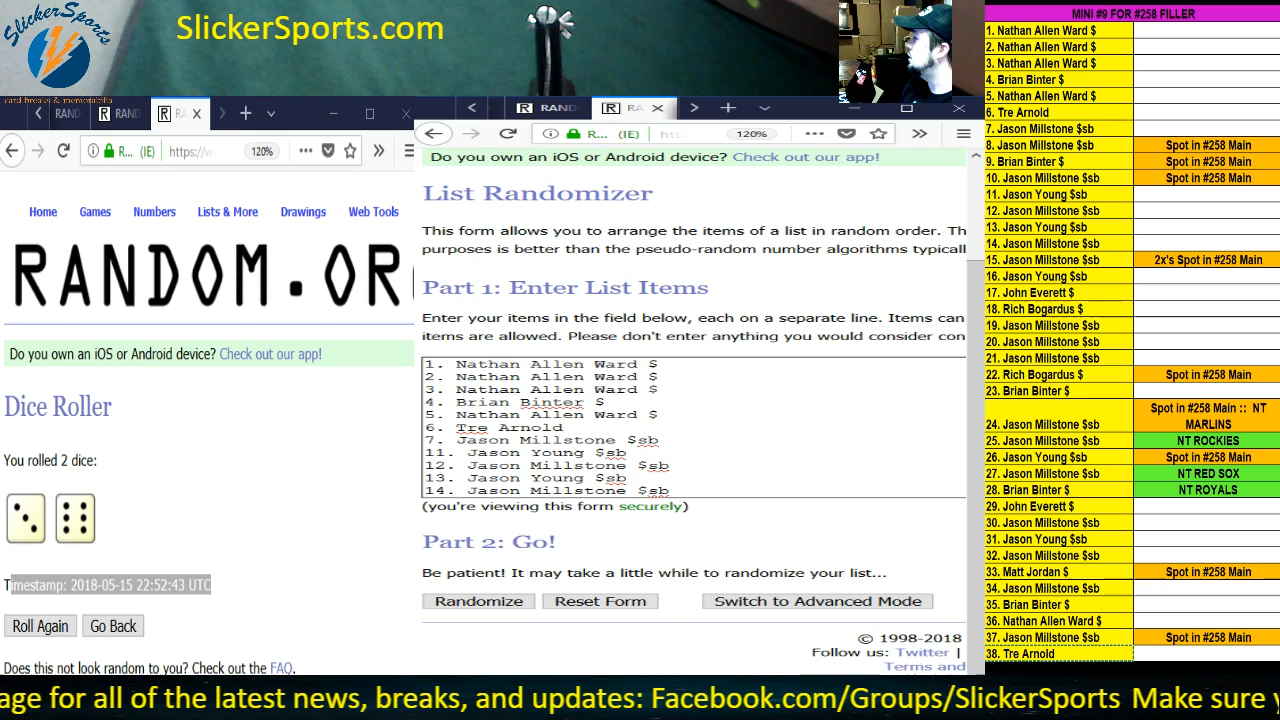 SlickerSports
card breaks & memorabilia
SlickerSports.com
RAND
RAND
RA
R... (IE)
https://w
120%
Home Games Numbers Lists & More Drawings Web Tools
RANDOM.OR
Do you own an iOS or Android device? Check out our app!
Dice Roller
You rolled 2 dice:
Timestamp: 2018-05-15 22:52:43 UTC
Roll Again Go Back
Does this not look random to you? Check out the FAQ.
RAND
RA
R... (IE)
htt
120%
Do you own an iOS or Android device? Check out our app!
List Randomizer
This form allows you to arrange the items of a list in random order. Th
purposes is better than the pseudo-random number algorithms typicall
Part 1: Enter List Items
Enter your items in the field below, each on a separate line. Items can
items are allowed. Please don't enter anything you would consider con
1. Nathan Allen Ward $
2. Nathan Allen Ward $
3. Nathan Allen Ward $
4. Brian Binter $
5. Nathan Allen Ward $
6. Tre Arnold
7. Jason Millstone $sb
11. Jason Young $sb
12. Jason Millstone $sb
13. Jason Young $sb
14. Jason Millstone $sb
(you're viewing this form securely)
Part 2: Go!
Be patient! It may take a little while to randomize your list...
Randomize Reset Form Switch to Advanced Mode
© 1998-2018
Follow us: Twitter |
Terms and
MINI #9 FOR #258 FILLER
1. Nathan Allen Ward $
2. Nathan Allen Ward $
3. Nathan Allen Ward $
4. Brian Binter $
5. Nathan Allen Ward $
6. Tre Arnold
7. Jason Millstone $sb
8. Jason Millstone $sb Spot in #258 Main
9. Brian Binter $ Spot in #258 Main
10. Jason Millstone $sb Spot in #258 Main
11. Jason Young $sb
12. Jason Millstone $sb
13. Jason Young $sb
14. Jason Millstone $sb
15. Jason Millstone $sb 2x's Spot in #258 Main
16. Jason Young $sb
17. John Everett $
18. Rich Bogardus $
19. Jason Millstone $sb
20. Jason Millstone $sb
21. Jason Millstone $sb
22. Rich Bogardus $ Spot in #258 Main
23. Brian Binter $
24. Jason Millstone $sb Spot in #258 Main :: NT MARLINS
25. Jason Millstone $sb NT ROCKIES
26. Jason Young $sb Spot in #258 Main
27. Jason Millstone $sb NT RED SOX
28. Brian Binter $ NT ROYALS
29. John Everett $
30. Jason Millstone $sb
31. Jason Young $sb
32. Jason Millstone $sb
33. Matt Jordan $ Spot in #258 Main
34. Jason Millstone $sb
35. Brian Binter $
36. Nathan Allen Ward $
37. Jason Millstone $sb Spot in #258 Main
38. Tre Arnold
age for all of the latest news, breaks, and updates: Facebook.com/Groups/SlickerSports Make sure y